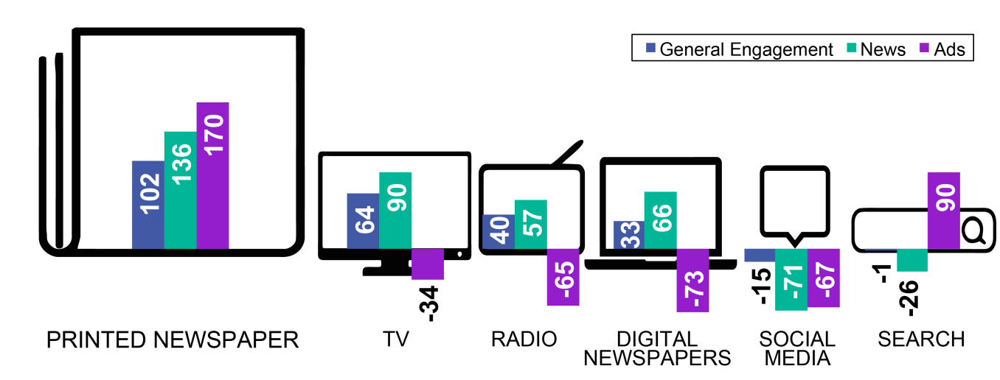 General Engagement News Ads
102 136 170
64 90 -34
40 57 -65
33 66 -73
-15 -71 -67
-1 -26 90
PRINTED NEWSPAPER
TV
RADIO
DIGITAL
NEWSPAPERS
SOCIAL
MEDIA
SEARCH